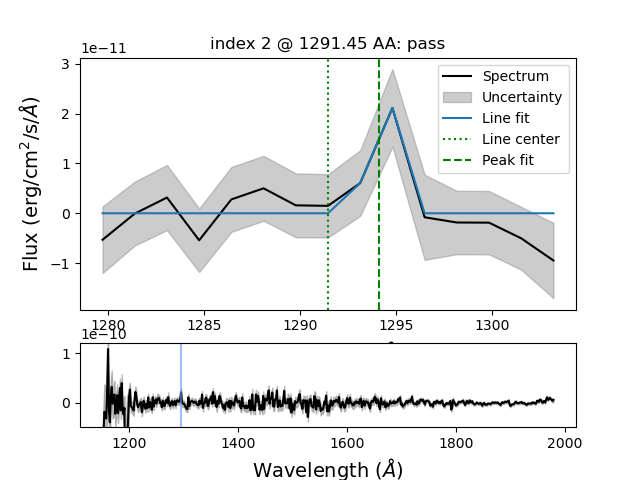 index 2 @ 1291.45 AA: pass
1e−11
Flux (erg/cm²/s/Å)
3
2
1
0
−1
Spectrum
Uncertainty
Line fit
Line center
Peak fit
1280
1285
1290
1295
1300
1e−10
1
0
1200
1400
1600
1800
2000
Wavelength (Å)